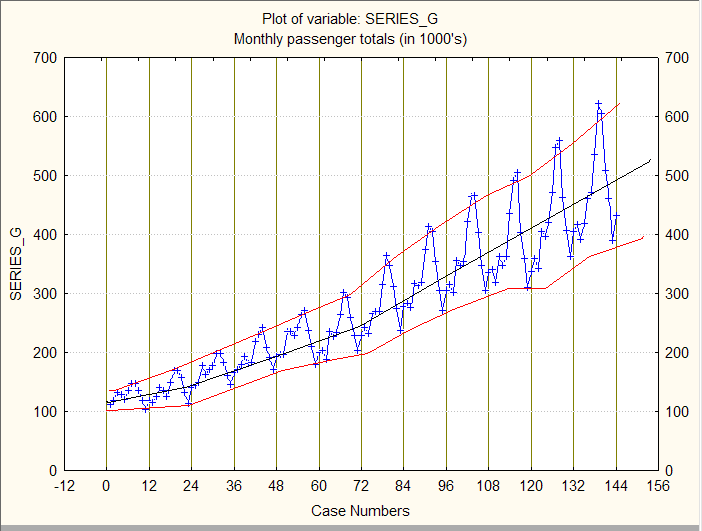 Plot of variable: SERIES_G
Monthly passenger totals (in 1000's)
700 700
600 600
500 500
400 400
300 300
200 200
100 100
0 0
SERIES_G
-12 0 12 24 36 48 60 72 84 96 108 120 132 144 156
Case Numbers